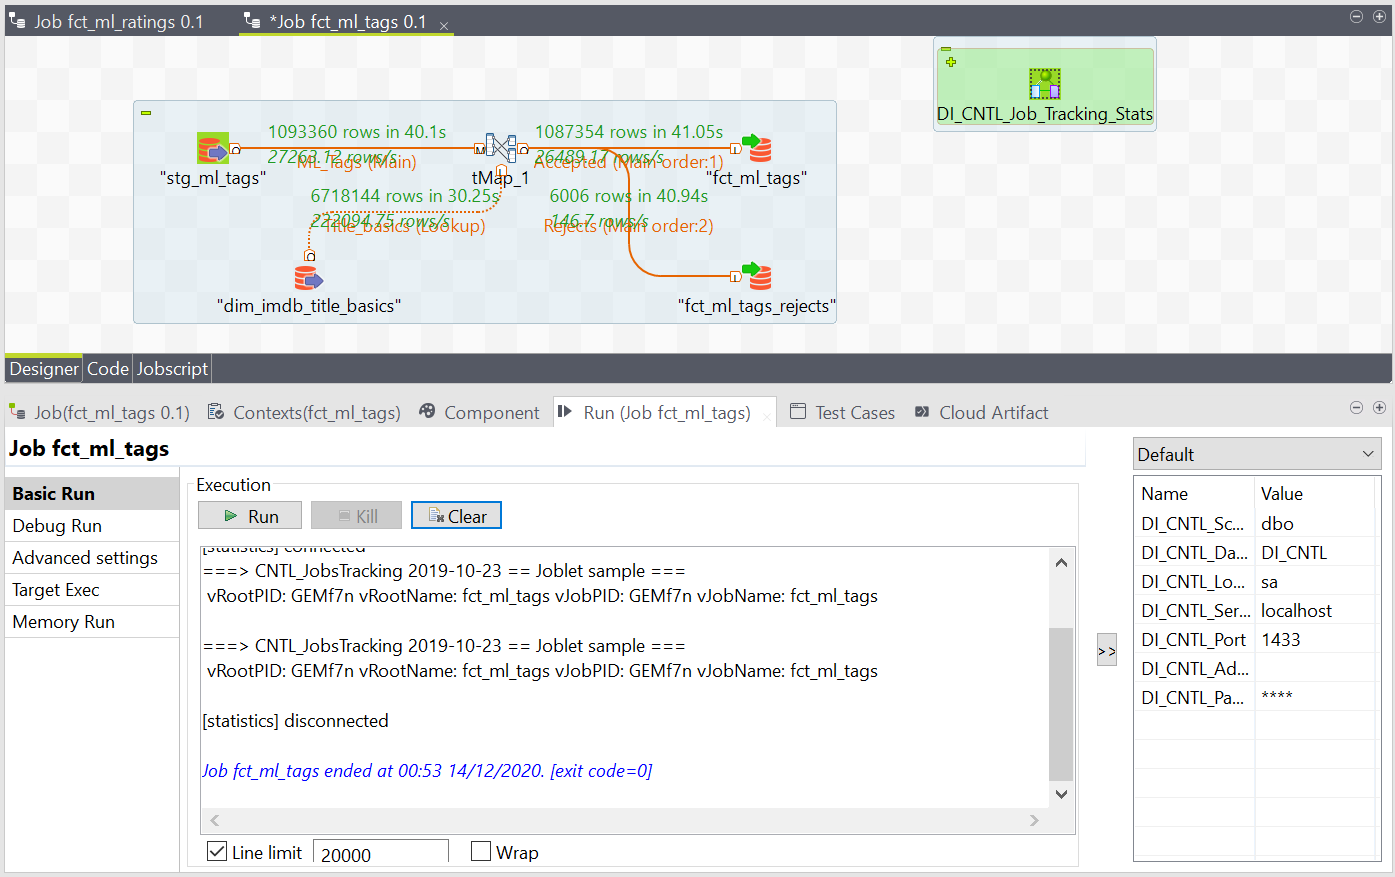 Job fct_ml_ratings 0.1
*Job fct_ml_tags 0.1
DI_CNTL_Job_Tracking_Stats
1093360 rows in 40.1s
27263.12 rows/s
ML_Tags (Main)
1087354 rows in 41.05s
26489.17 rows/s
Accepted (Main order:1)
"stg_ml_tags"
tMap_1
"fct_ml_tags"
6718144 rows in 30.25s
222094.75 rows/s
Title_basics (Lookup)
6006 rows in 40.94s
146.7 rows/s
Rejects (Main order:2)
"dim_imdb_title_basics"
"fct_ml_tags_rejects"
Designer
Code
Jobscript
Job(fct_ml_tags 0.1)
Contexts(fct_ml_tags)
Component
Run (Job fct_ml_tags)
Test Cases
Cloud Artifact
Job fct_ml_tags
Basic Run
Debug Run
Advanced settings
Target Exec
Memory Run
Execution
Run
Kill
Clear
[statistics] connected
===> CNTL_JobsTracking 2019-10-23 == Joblet sample ===
vRootPID: GEMf7n vRootName: fct_ml_tags vJobPID: GEMf7n vJobName: fct_ml_tags
===> CNTL_JobsTracking 2019-10-23 == Joblet sample ===
vRootPID: GEMf7n vRootName: fct_ml_tags vJobPID: GEMf7n vJobName: fct_ml_tags
[statistics] disconnected
Job fct_ml_tags ended at 00:53 14/12/2020. [exit code=0]
Line limit
20000
Wrap
>>
Default
Name Value
DI_CNTL_Sc... dbo
DI_CNTL_Da... DI_CNTL
DI_CNTL_Lo... sa
DI_CNTL_Ser... localhost
DI_CNTL_Port 1433
DI_CNTL_Ad...
DI_CNTL_Pa... ****